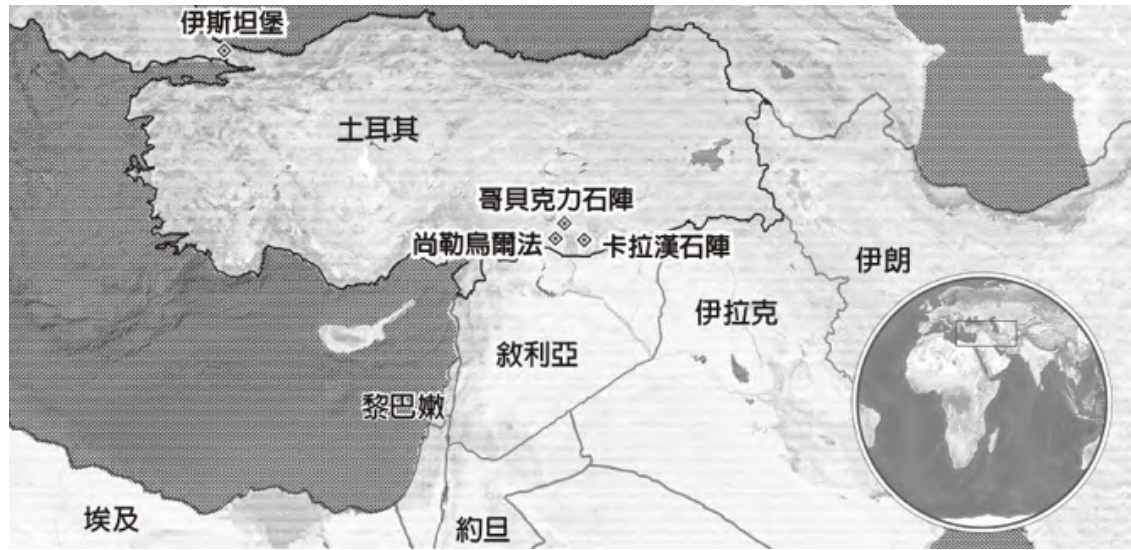 伊斯坦堡
土耳其
哥貝克力石陣
尚勒烏爾法
卡拉漢石陣
伊朗
伊拉克
敘利亞
黎巴嫩
埃及
約旦